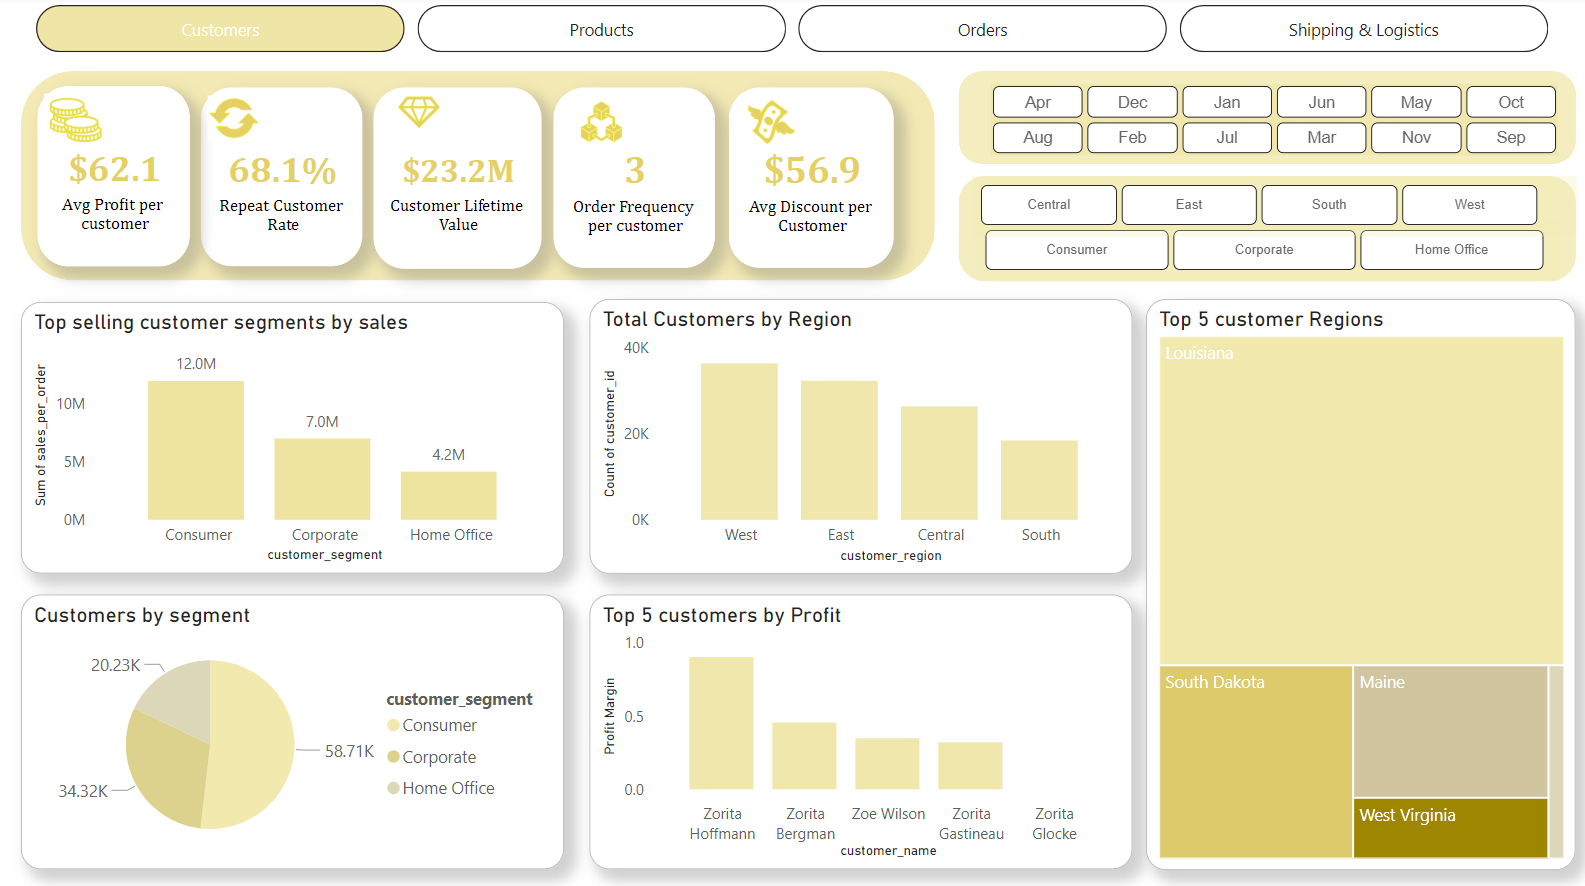 Customers
Products
Orders
Shipping & Logistics
$62.1
Avg Profit per
customer
68.1%
Repeat Customer
Rate
$23.2M
Customer Lifetime
Value
3
Order Frequency
per customer
$56.9
Avg Discount per
Customer
Apr
Dec
Jan
Jun
May
Oct
Aug
Feb
Jul
Mar
Nov
Sep
Central
East
South
West
Consumer
Corporate
Home Office
Top selling customer segments by sales
Sum of sales_per_order
10M
5M
0M
12.0M
7.0M
4.2M
Consumer
Corporate
Home Office
customer_segment
Total Customers by Region
Count of customer_id
40K
20K
0K
West
East
Central
South
customer_region
Top 5 customer Regions
Louisiana
South Dakota
Maine
West Virginia
Customers by segment
20.23K
34.32K
58.71K
customer_segment
Consumer
Corporate
Home Office
Top 5 customers by Profit
Profit Margin
1.0
0.5
0.0
Zorita
Hoffmann
Zorita
Bergman
Zoe Wilson
Zorita
Gastineau
Zorita
Glocke
customer_name